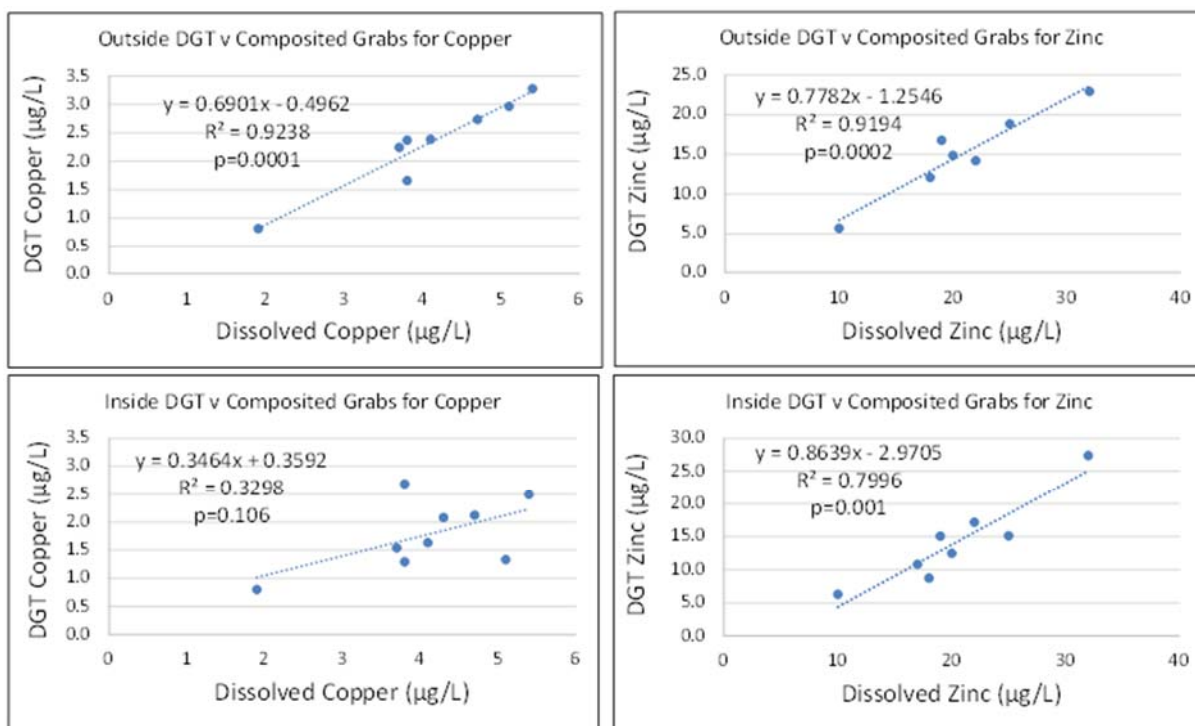 Outside DGT v Composited Grabs for Copper
DGT Copper (µg/L)
3.5
3.0
2.5
2.0
1.5
1.0
0.5
0.0
y = 0.6901x - 0.4962
R² = 0.9238
p=0.0001
0 1 2 3 4 5 6
Dissolved Copper (µg/L)
Outside DGT v Composited Grabs for Zinc
DGT Zinc (µg/L)
25.0
20.0
15.0
10.0
5.0
0.0
y = 0.7782x - 1.2546
R² = 0.9194
p=0.0002
0 10 20 30 40
Dissolved Zinc (µg/L)
Inside DGT v Composited Grabs for Copper
DGT Copper (µg/L)
3.5
3.0
2.5
2.0
1.5
1.0
0.5
0.0
y = 0.3464x + 0.3592
R² = 0.3298
p=0.106
0 1 2 3 4 5 6
Dissolved Copper (µg/L)
Inside DGT v Composited Grabs for Zinc
DGT Zinc (µg/L)
30.0
25.0
20.0
15.0
10.0
5.0
0.0
y = 0.8639x - 2.9705
R² = 0.7996
p=0.001
0 10 20 30 40
Dissolved Zinc (µg/L)